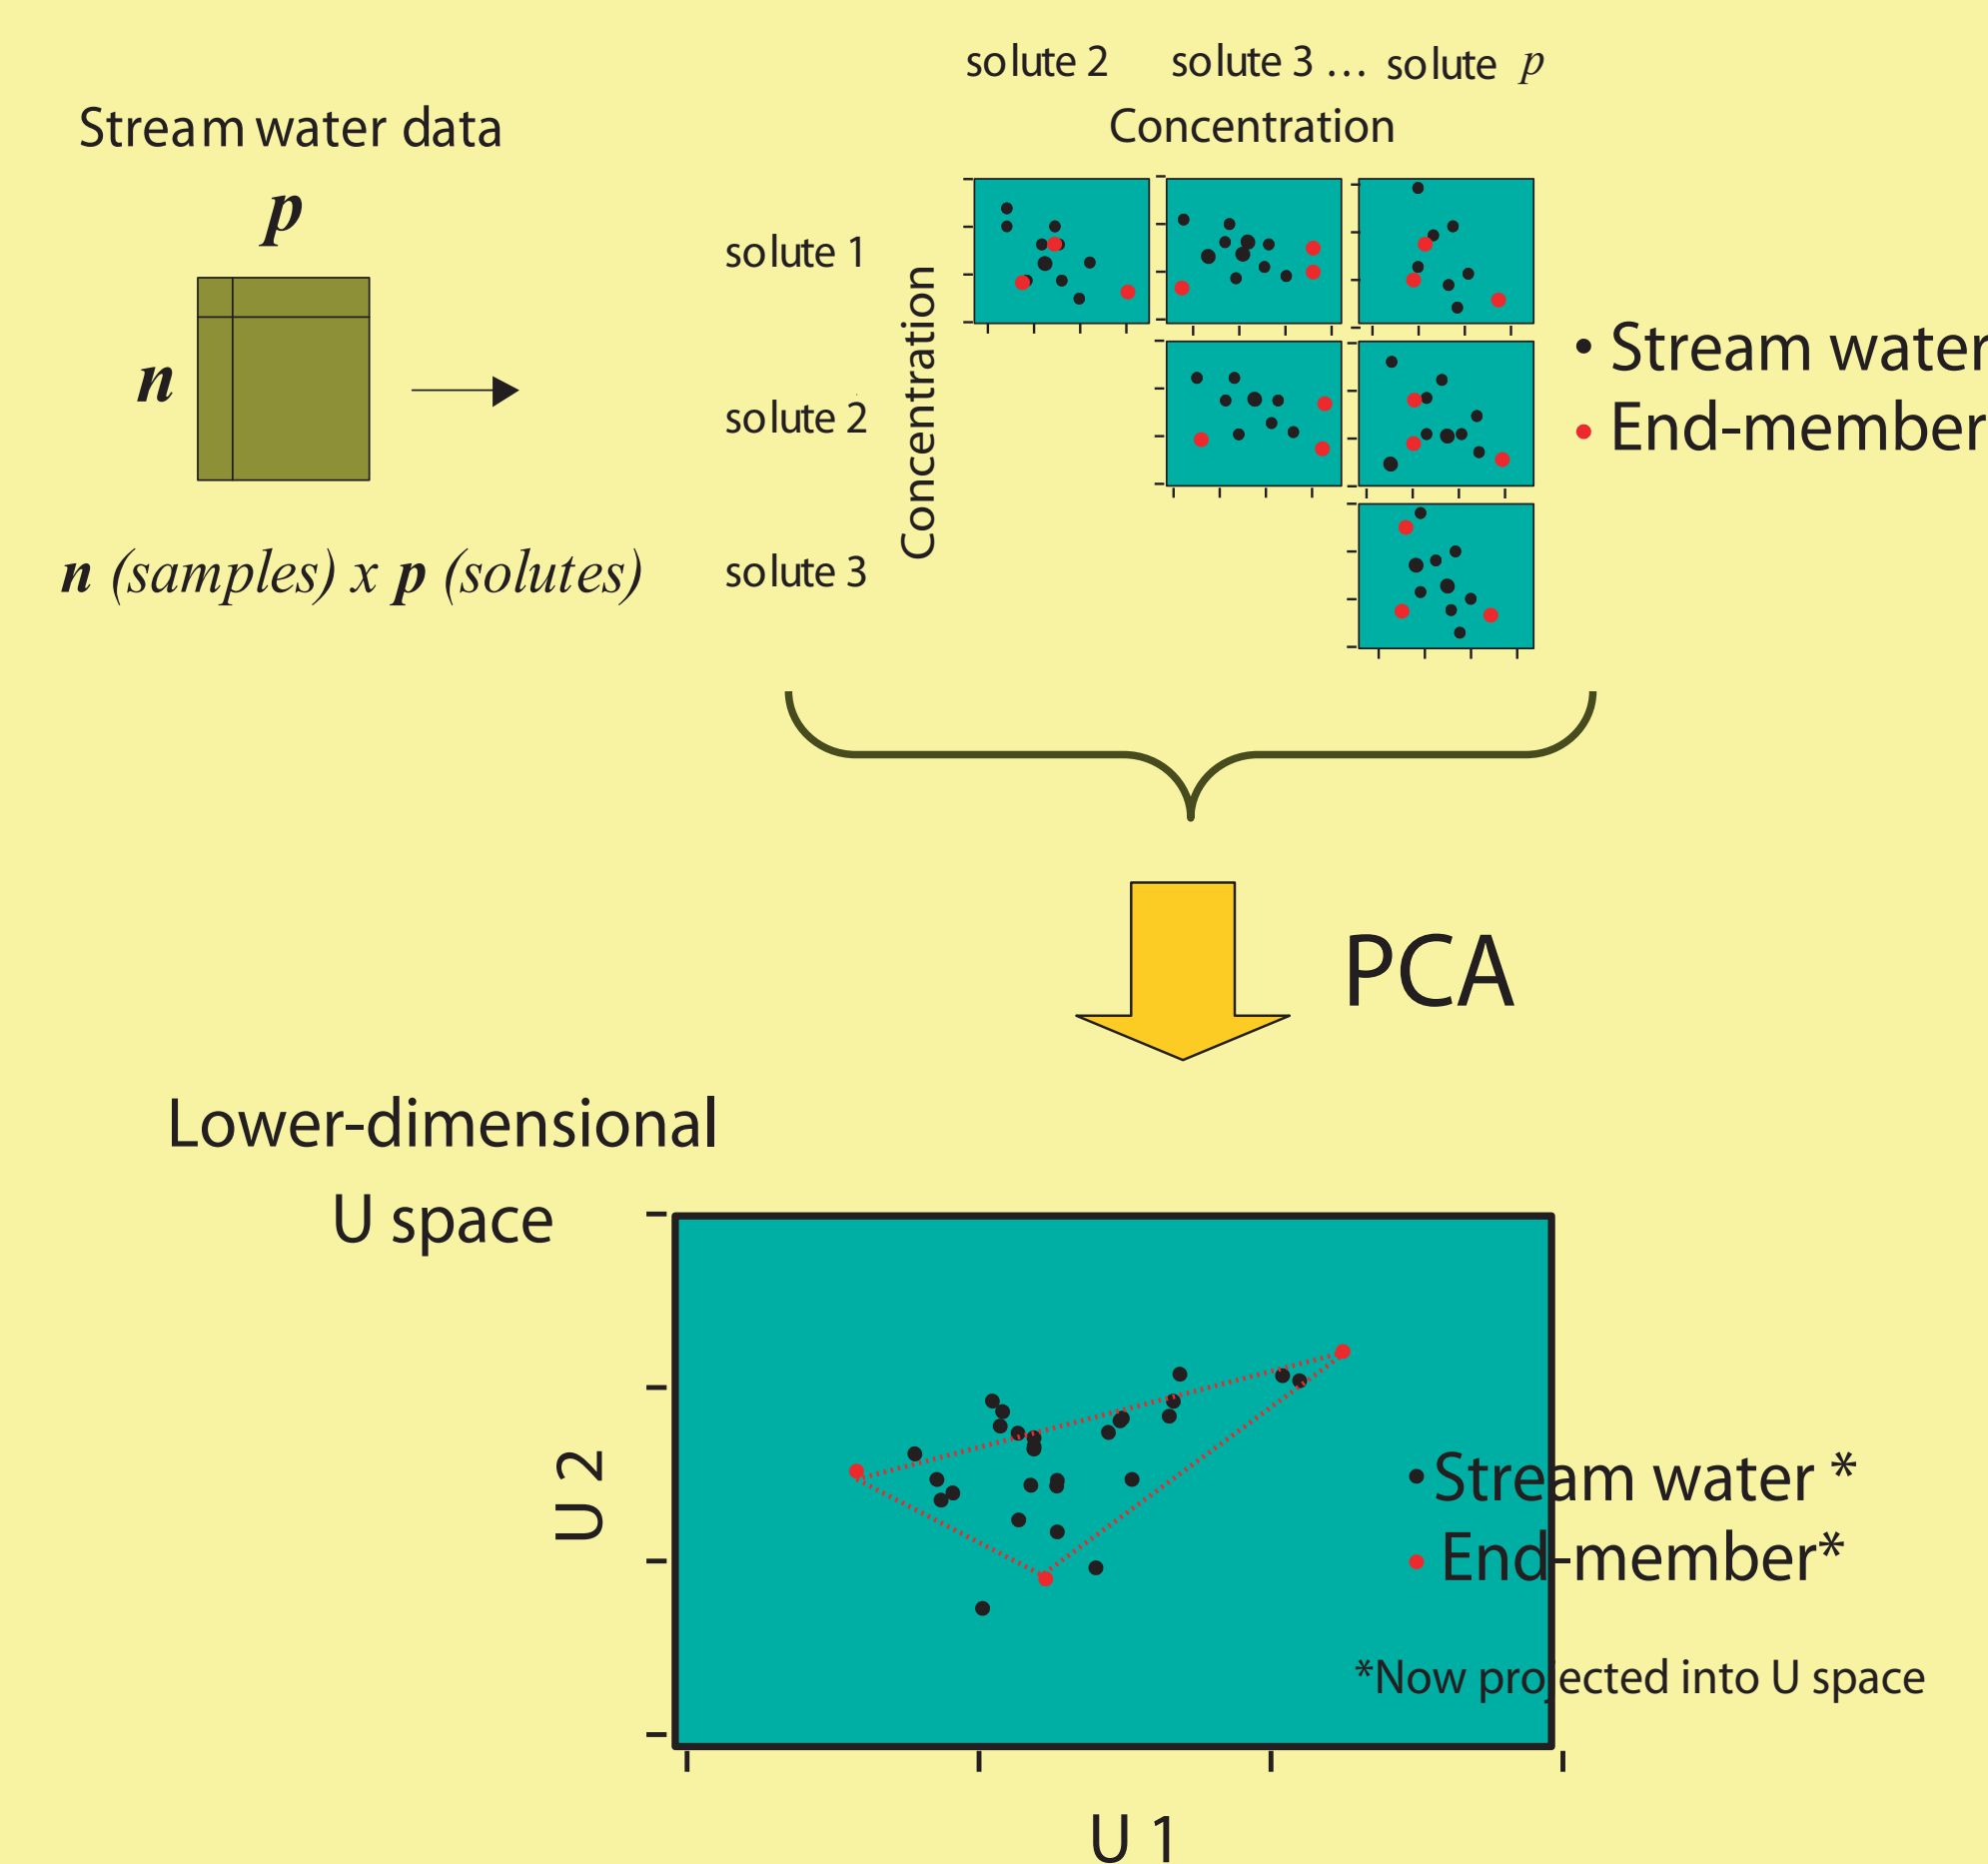 solute 2 solute 3 ... solute p
Concentration
Stream water data
p
n
n (samples) x p (solutes)
solute 1
solute 2
solute 3
Concentration
Stream water
End-member
PCA
Lower-dimensional
U space
U 2
Stream water *
End-member*
*Now projected into U space
U 1